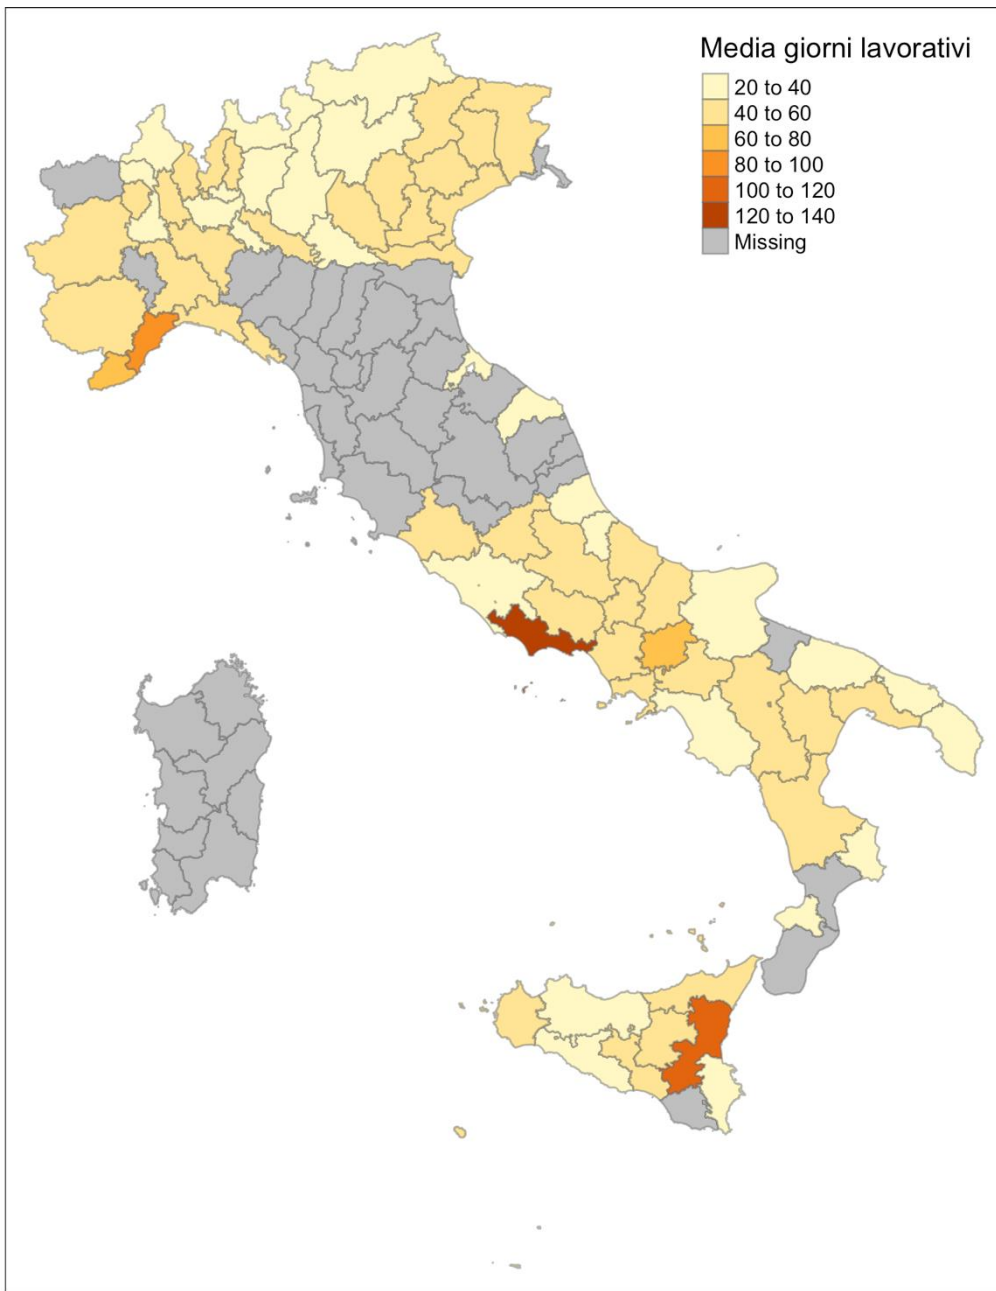 Media giorni lavorativi
20 to 40
40 to 60
60 to 80
80 to 100
100 to 120
120 to 140
Missing